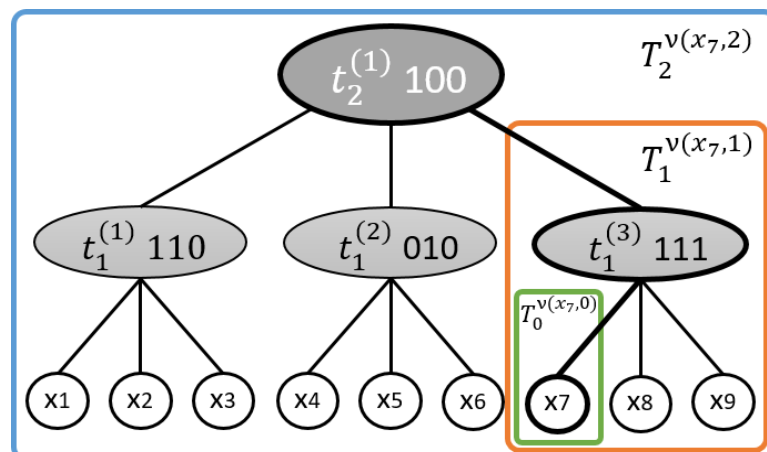 T_2^{ν(x_7,2)}
t_2^{(1)} 100
T_1^{ν(x_7,1)}
t_1^{(1)} 110
t_1^{(2)} 010
t_1^{(3)} 111
T_0^{ν(x_7,0)}
x1 x2 x3 x4 x5 x6 x7 x8 x9